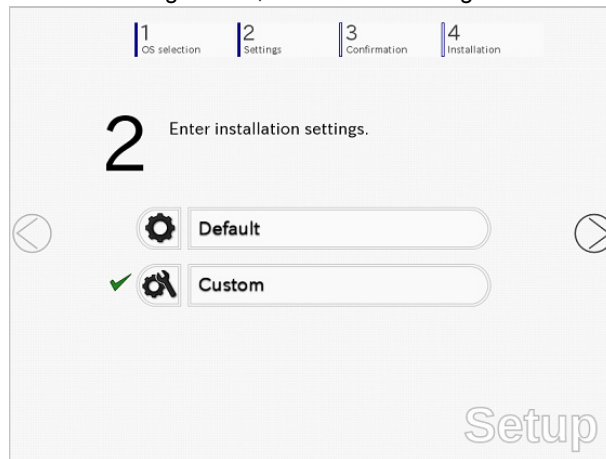 1
OS selection
2
Settings
3
Confirmation
4
Installation
2
Enter installation settings.
Default
Custom
Setup